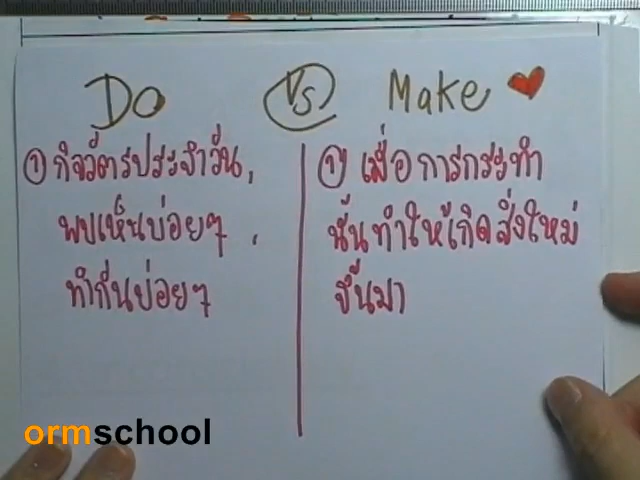 Do Vs Make
① กิจวัตรประจำวัน,
พบเห็นบ่อยๆ,
ทำกันบ่อยๆ
① เมื่อการกระทำ
นั้นทำให้เกิดสิ่งใหม่
ขึ้นมา
ormschool